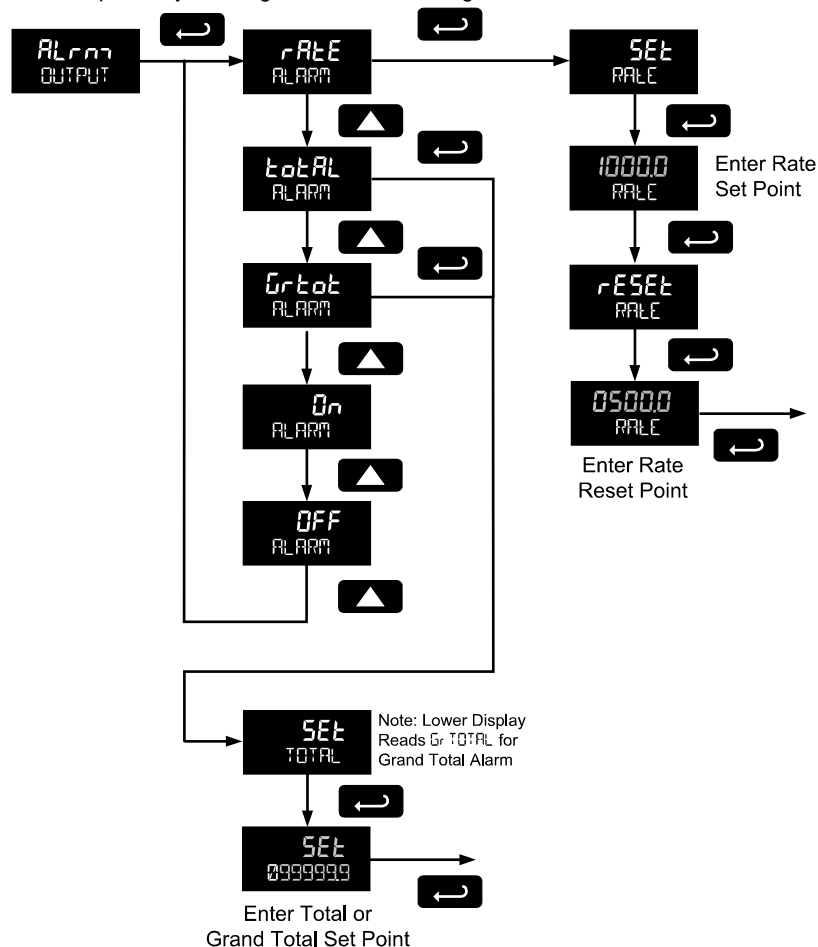 ALrm
OUTPUT
rAtE
ALARM
totAL
ALARM
Grtot
ALARM
On
ALARM
OFF
ALARM
SEt
RATE
1000.0
RATE
Enter Rate
Set Point
rESEt
RATE
0500.0
RATE
Enter Rate
Reset Point
SEt
TOTAL
Note: Lower Display
Reads Gr TOTAL for
Grand Total Alarm
SEt
0999999.9
Enter Total or
Grand Total Set Point